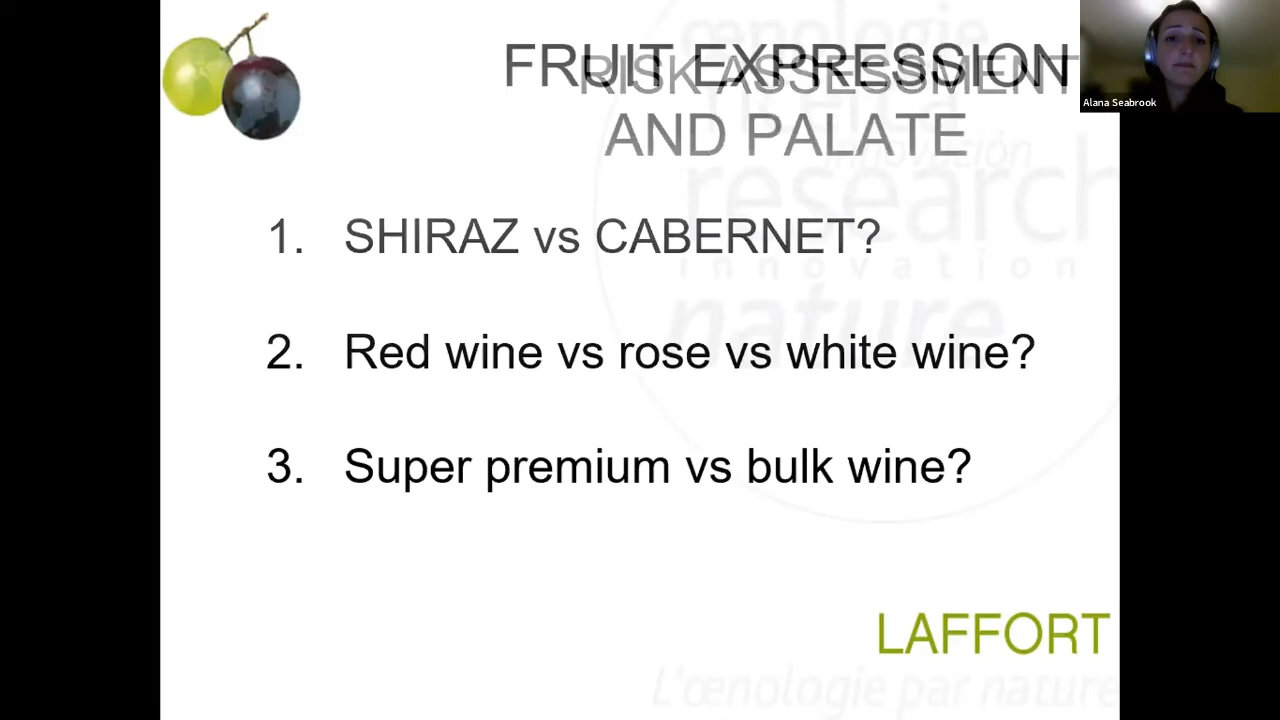 FRUIT EXPRESSION
RISK ASSESSMENT
AND PALATE
Alana Seabrook
1. SHIRAZ vs CABERNET?
2. Red wine vs rose vs white wine?
3. Super premium vs bulk wine?
œnologie
innovación
research
innovation
nature
LAFFORT
L'œnologie par nature